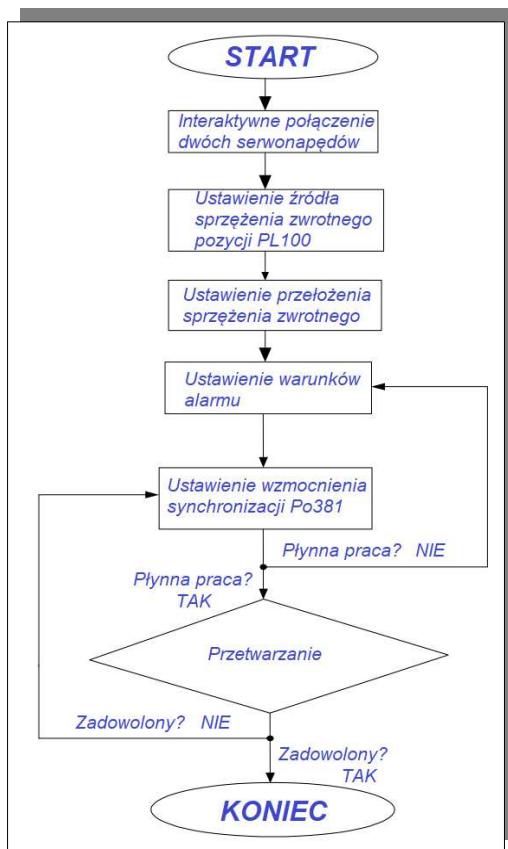 START
Interaktywne połączenie
dwóch serwonapędów
Ustawienie źródła
sprzężenia zwrotnego
pozycji PL100
Ustawienie przełożenia
sprzężenia zwrotnego
Ustawienie warunków
alarmu
Ustawienie wzmocnienia
synchronizacji Po381
Płynna praca? NIE
Płynna praca?
TAK
Przetwarzanie
Zadowolony? NIE
Zadowolony?
TAK
KONIEC